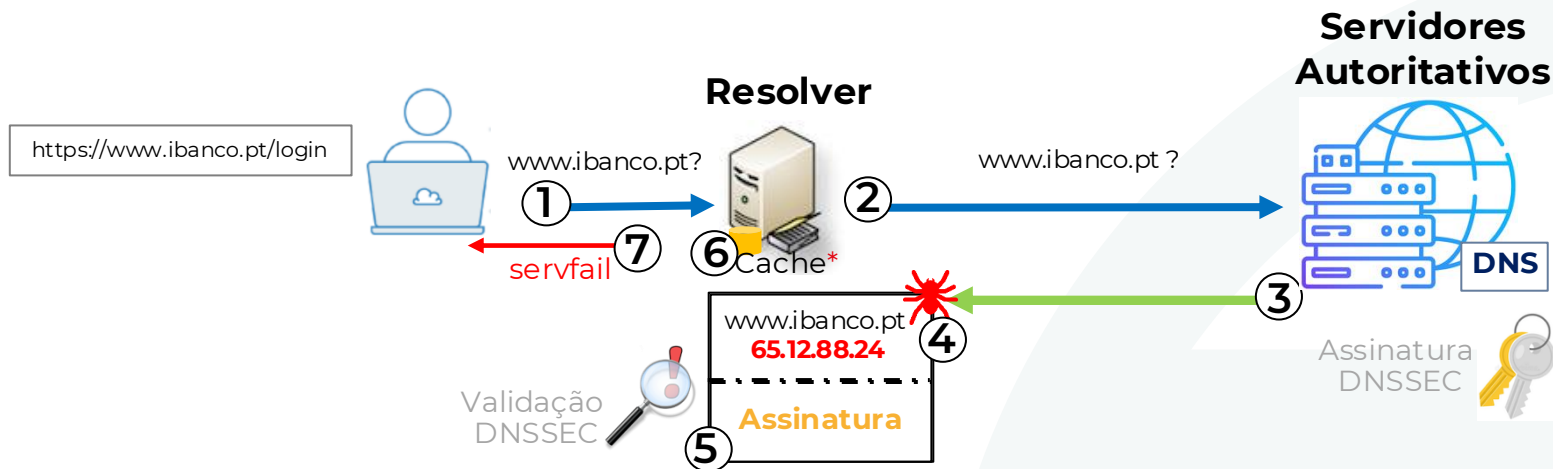 Servidores
Autoritativos
Resolver
https://www.ibanco.pt/login
www.ibanco.pt?
www.ibanco.pt ?
1
2
7
servfail
6
Cache*
DNS
3
www.ibanco.pt
65.12.88.24
4
Assinatura
DNSSEC
Validação
DNSSEC
Assinatura
5